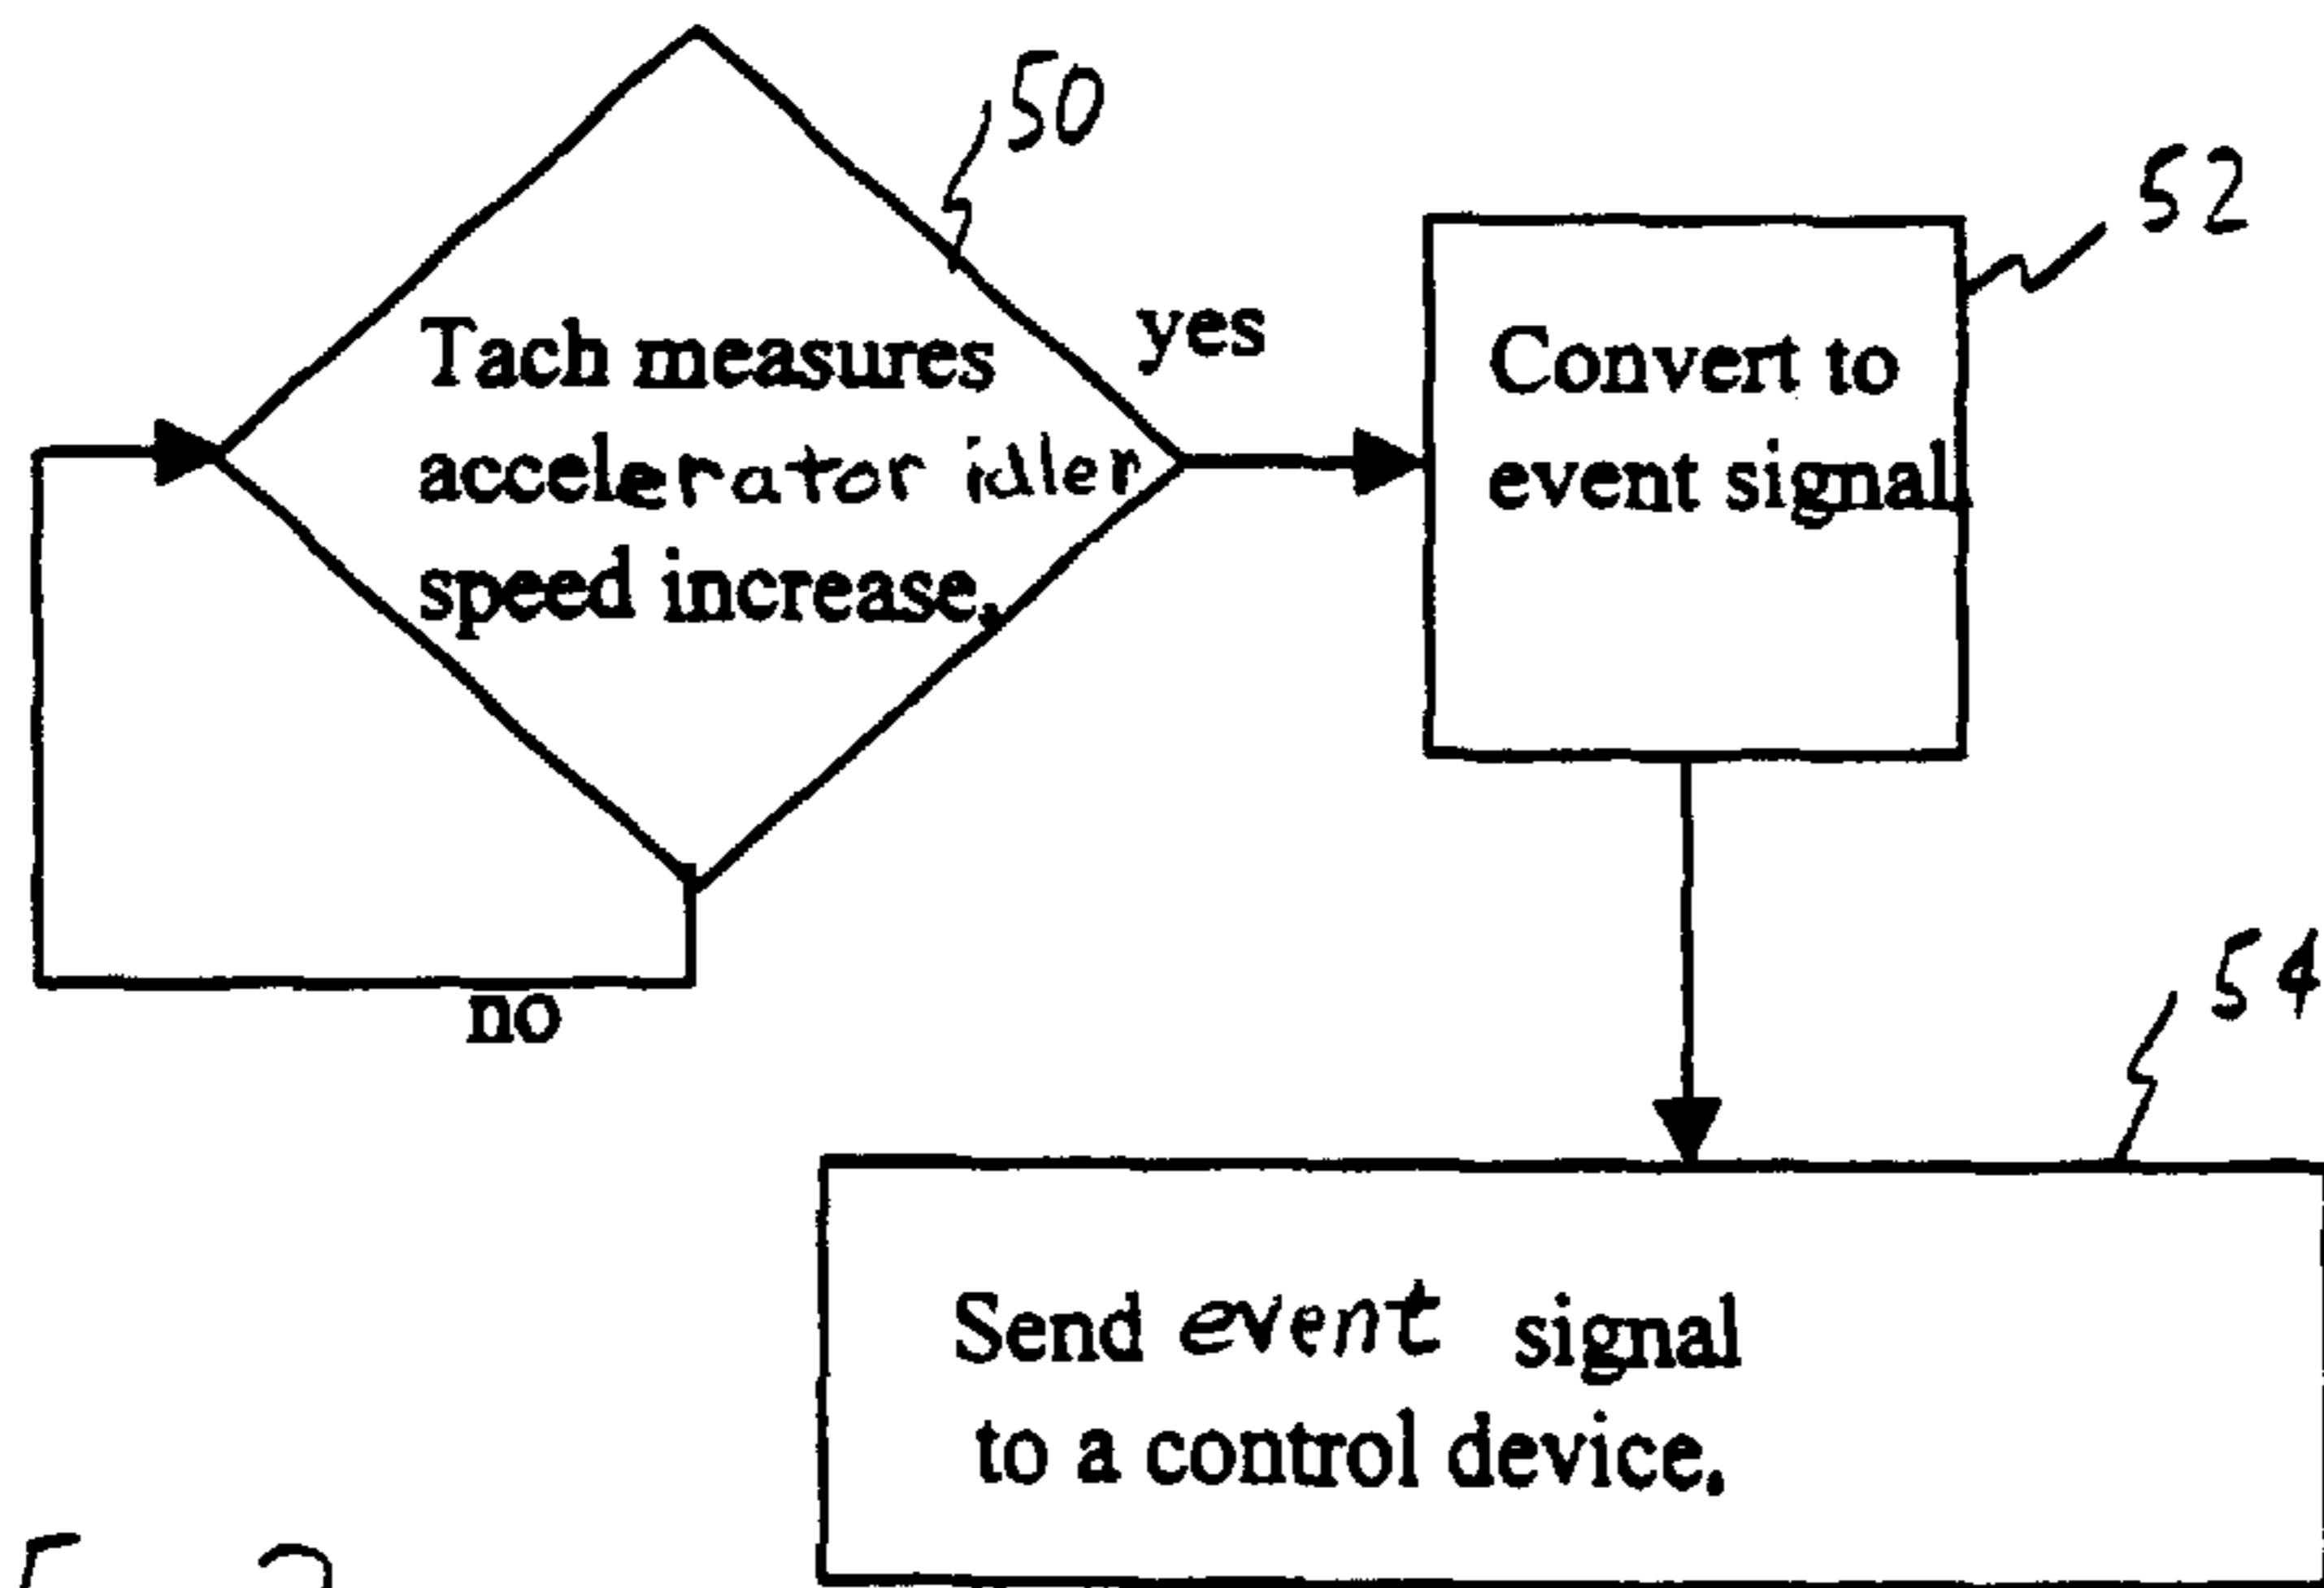 50
52
Tach measures
accelerator idler
speed increase.
yes
Convert to
event signal.
no
54
Send event signal
to a control device.